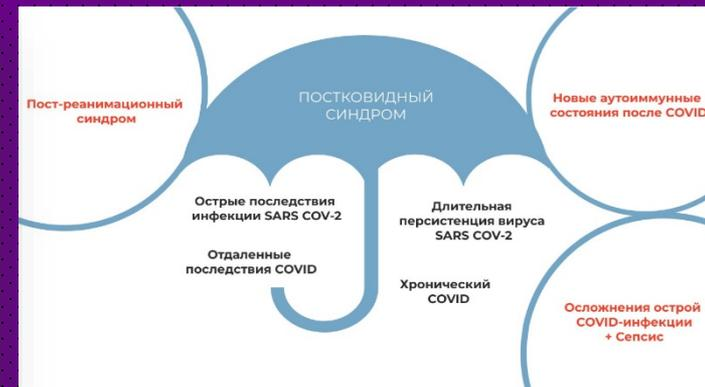 ПОСТКОВИДНЫЙ
СИНДРОМ
Пост-реанимационный
синдром
Новые аутоиммунные
состояния после COVID
Острые последствия
инфекции SARS COV-2
Отдаленные
последствия COVID
Длительная
персистенция вируса
SARS COV-2
Хронический
COVID
Осложнения острой
COVID-инфекции
+ Сепсис